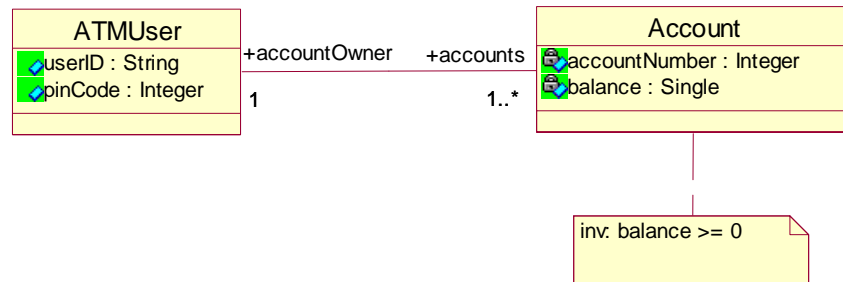 ATMUser
userID : String
pinCode : Integer
+accountOwner
+accounts
1
1..*
Account
accountNumber : Integer
balance : Single
inv: balance >= 0